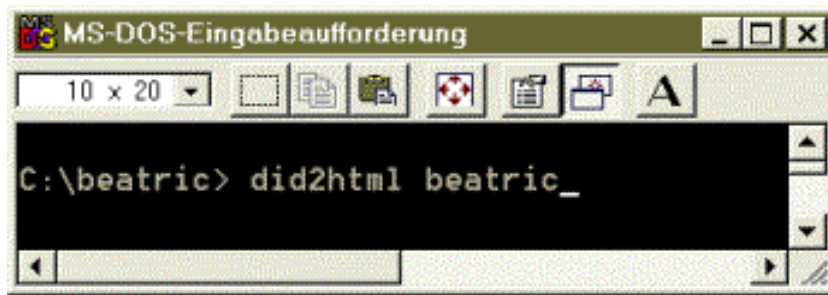 MS-DOS-Eingabeaufforderung
10 x 20
A
C:\beatric> did2html beatric_